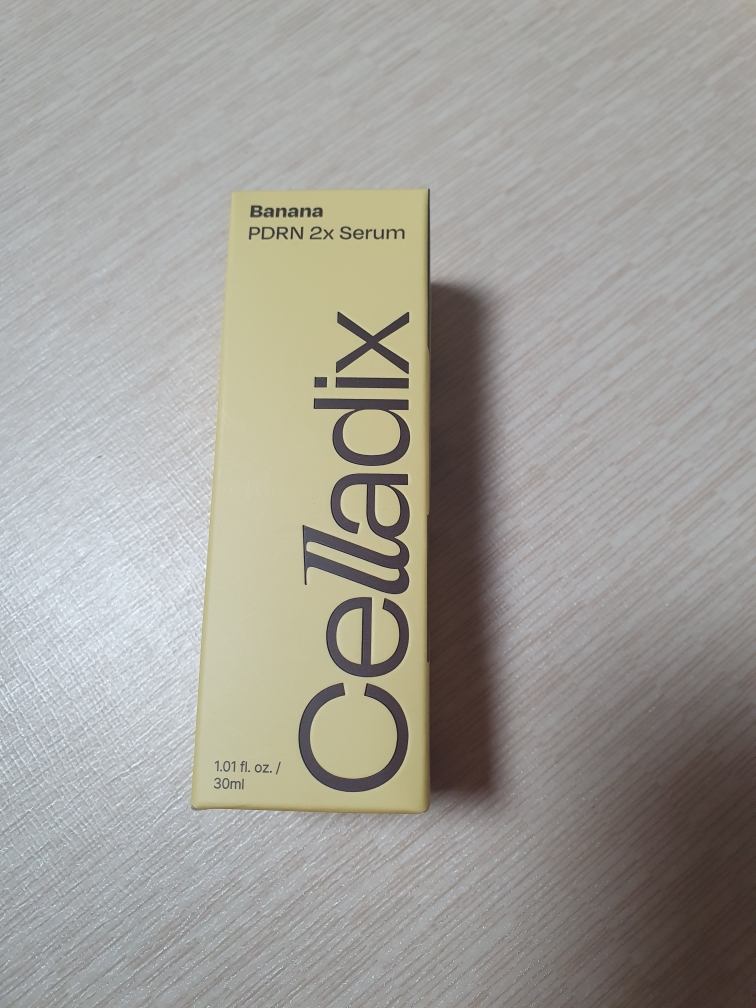 Banana
PDRN 2x Serum
Celladix
1.01 fl. oz. /
30ml